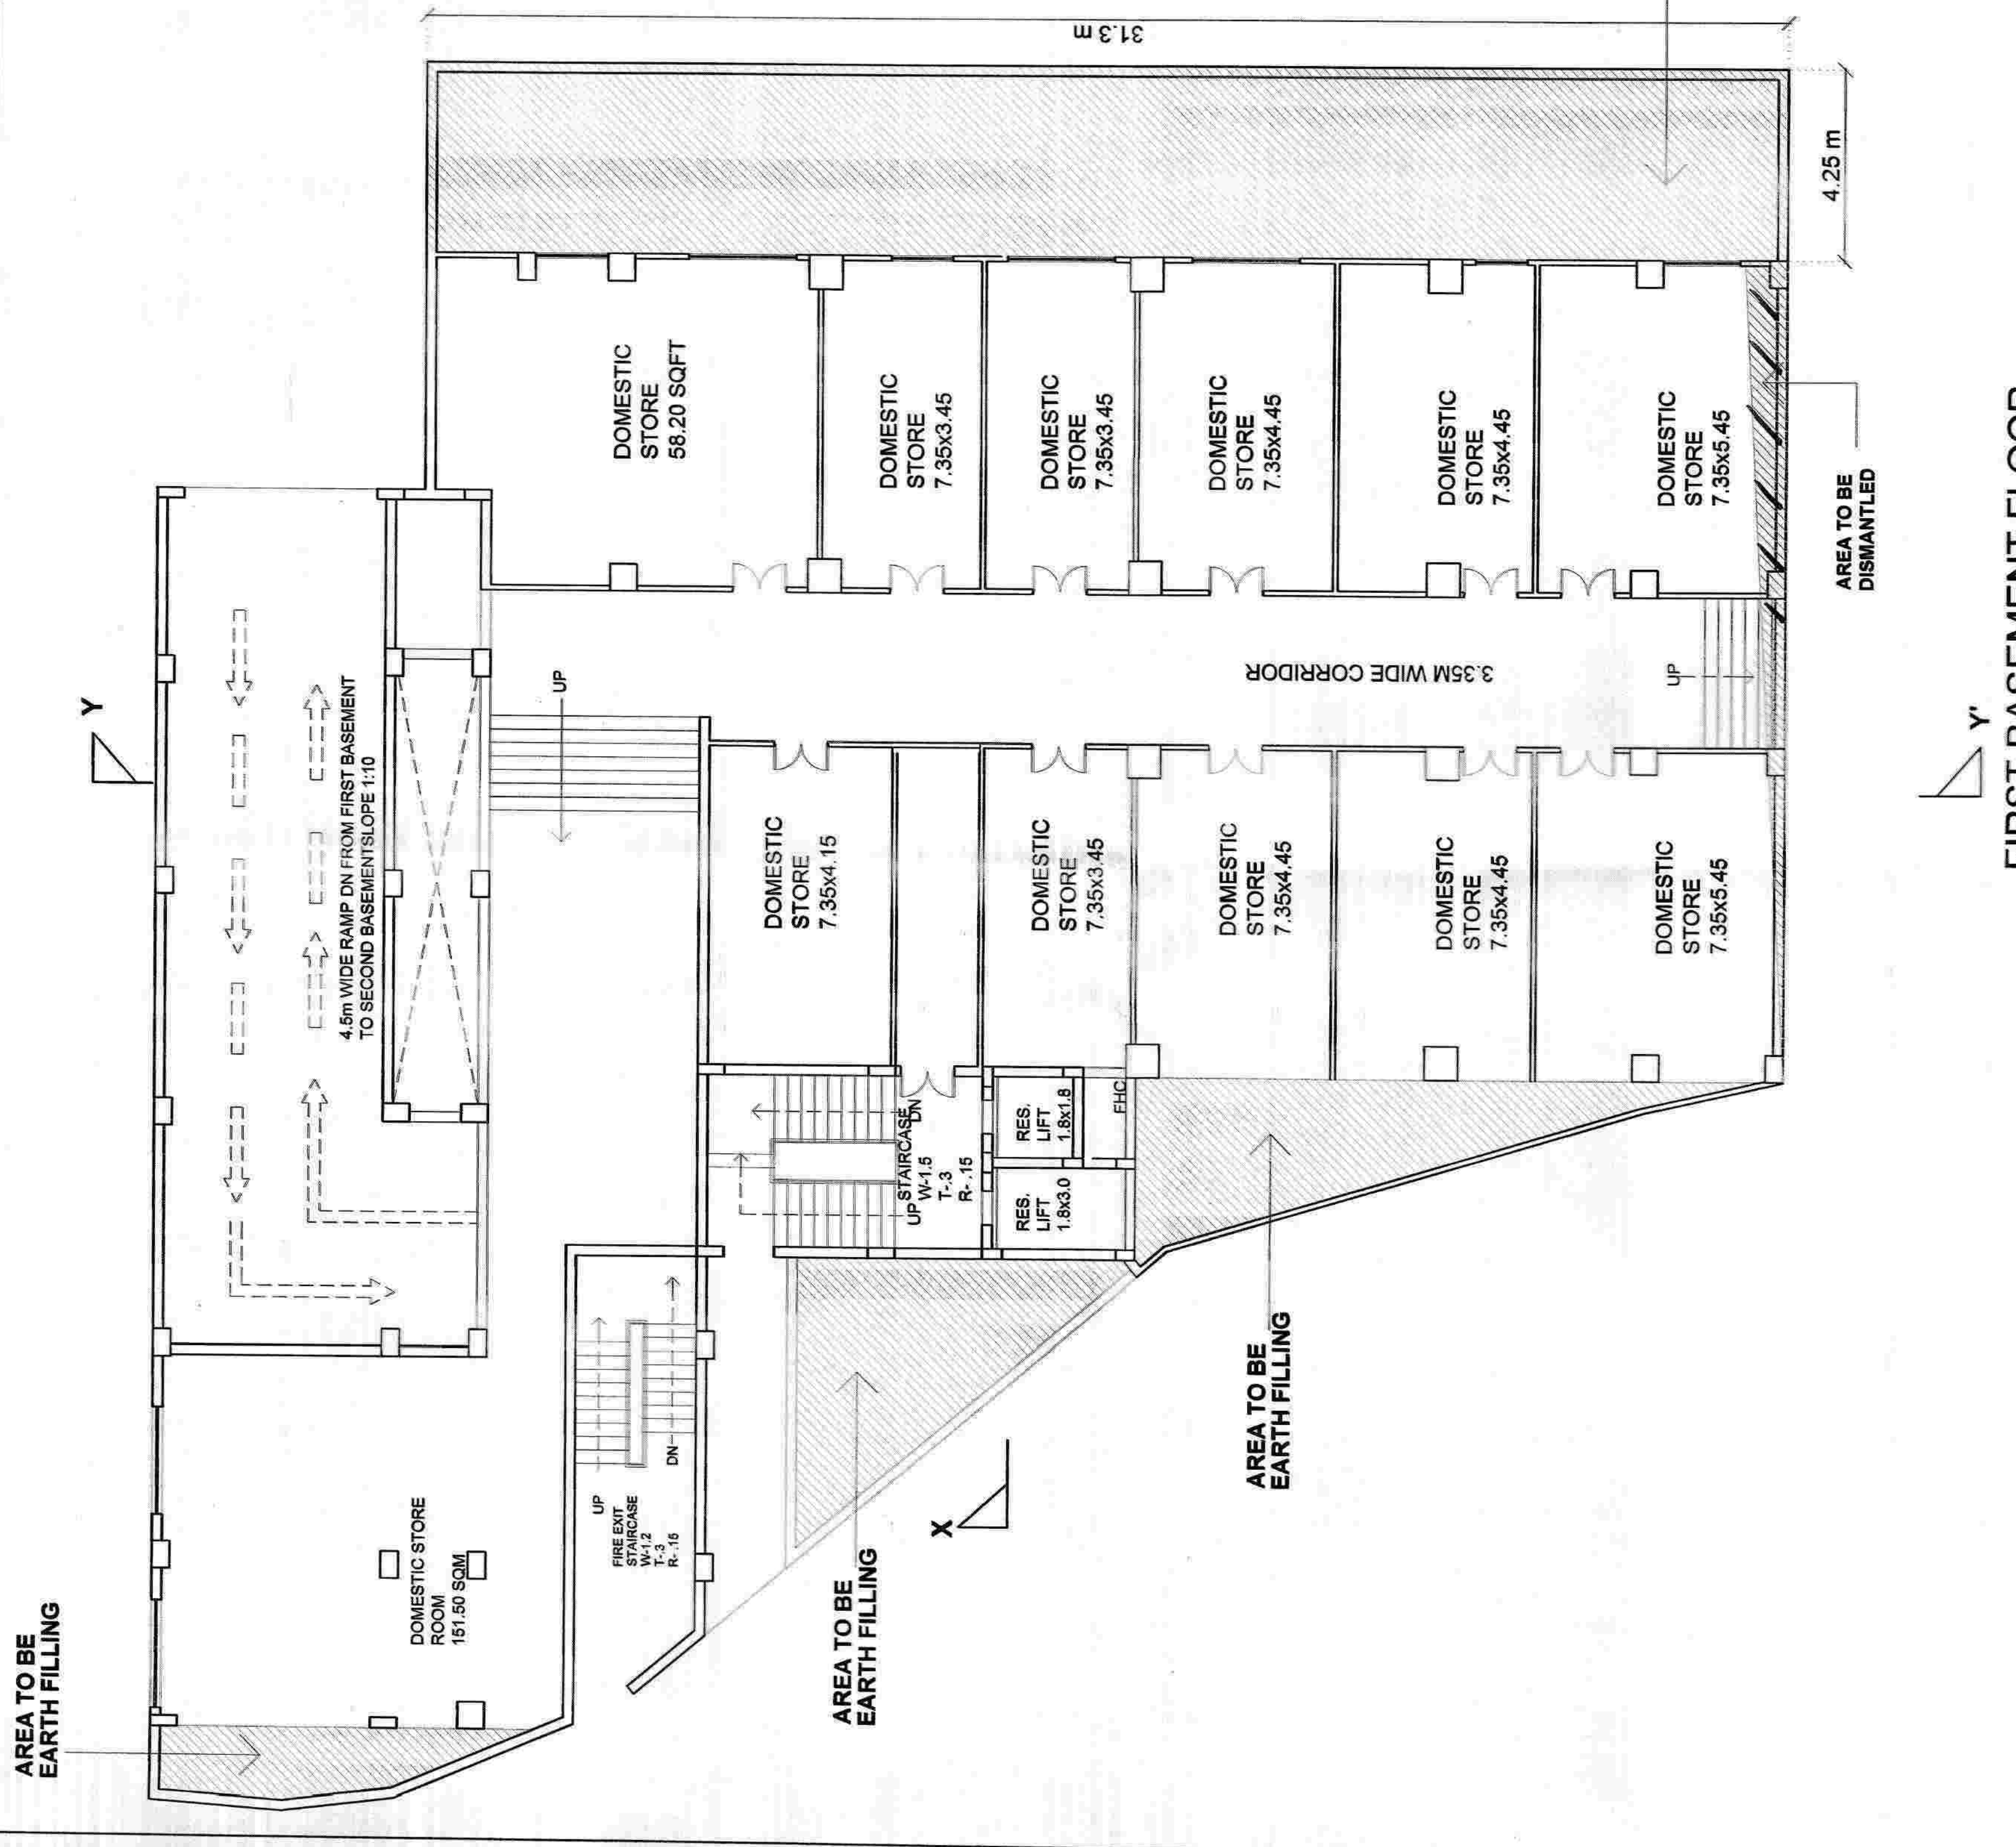 31.3 m
4.25 m
DOMESTIC
STORE
58.20 SQFT
DOMESTIC
STORE
7.35x3.45
DOMESTIC
STORE
7.35x3.45
DOMESTIC
STORE
7.35x4.45
DOMESTIC
STORE
7.35x4.45
DOMESTIC
STORE
7.35x5.45
AREA TO BE
DISMANTLED
Y
4.5m WIDE RAMP DN FROM FIRST BASEMENT
TO SECOND BASEMENTSLOPE 1:10
UP
3.35M WIDE CORRIDOR
UP
Y'
FIRST BASEMENT FLOOR
DOMESTIC
STORE
7.35x4.15
DOMESTIC
STORE
7.35x3.45
DOMESTIC
STORE
7.35x4.45
DOMESTIC
STORE
7.35x4.45
DOMESTIC
STORE
7.35x5.45
DN
UP
STAIRCASE
W-1.5
T-.3
R-.15
RES.
LIFT
1.8x1.8
FHC
RES.
LIFT
1.8x3.0
DOMESTIC STORE
ROOM
151.50 SQM
UP
DN
FIRE EXIT
STAIRCASE
W-1.2
T-.3
R-.15
X
AREA TO BE
EARTH FILLING
AREA TO BE
EARTH FILLING
AREA TO BE
EARTH FILLING